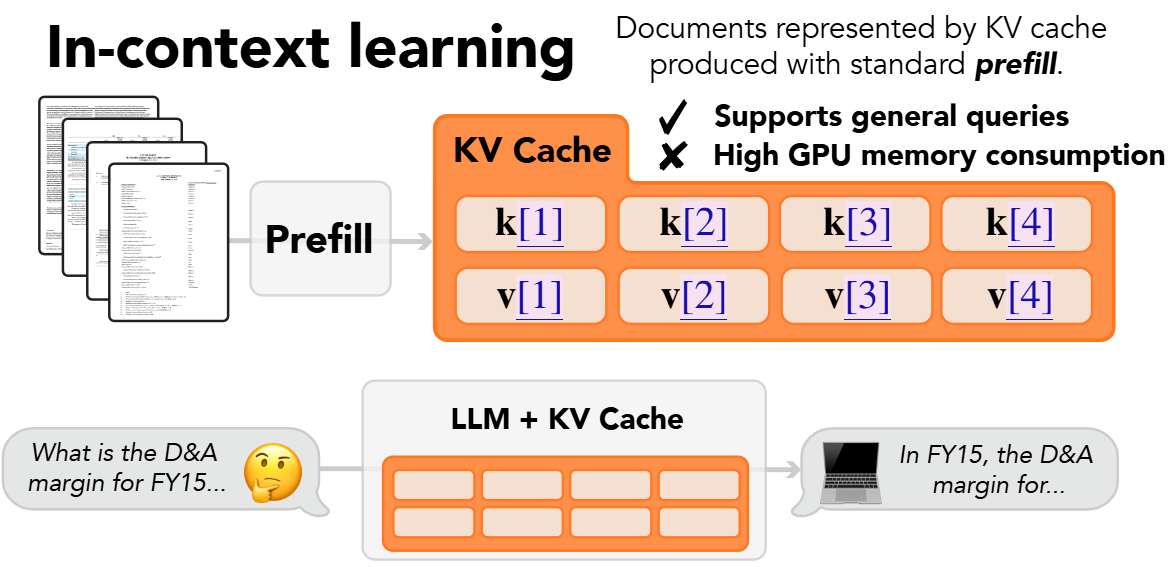 In-context learning
Documents represented by KV cache
produced with standard prefill.
✓ Supports general queries
✘ High GPU memory consumption
KV Cache
Prefill
k[1] k[2] k[3] k[4]
v[1] v[2] v[3] v[4]
LLM + KV Cache
What is the D&A
margin for FY15...
In FY15, the D&A
margin for...